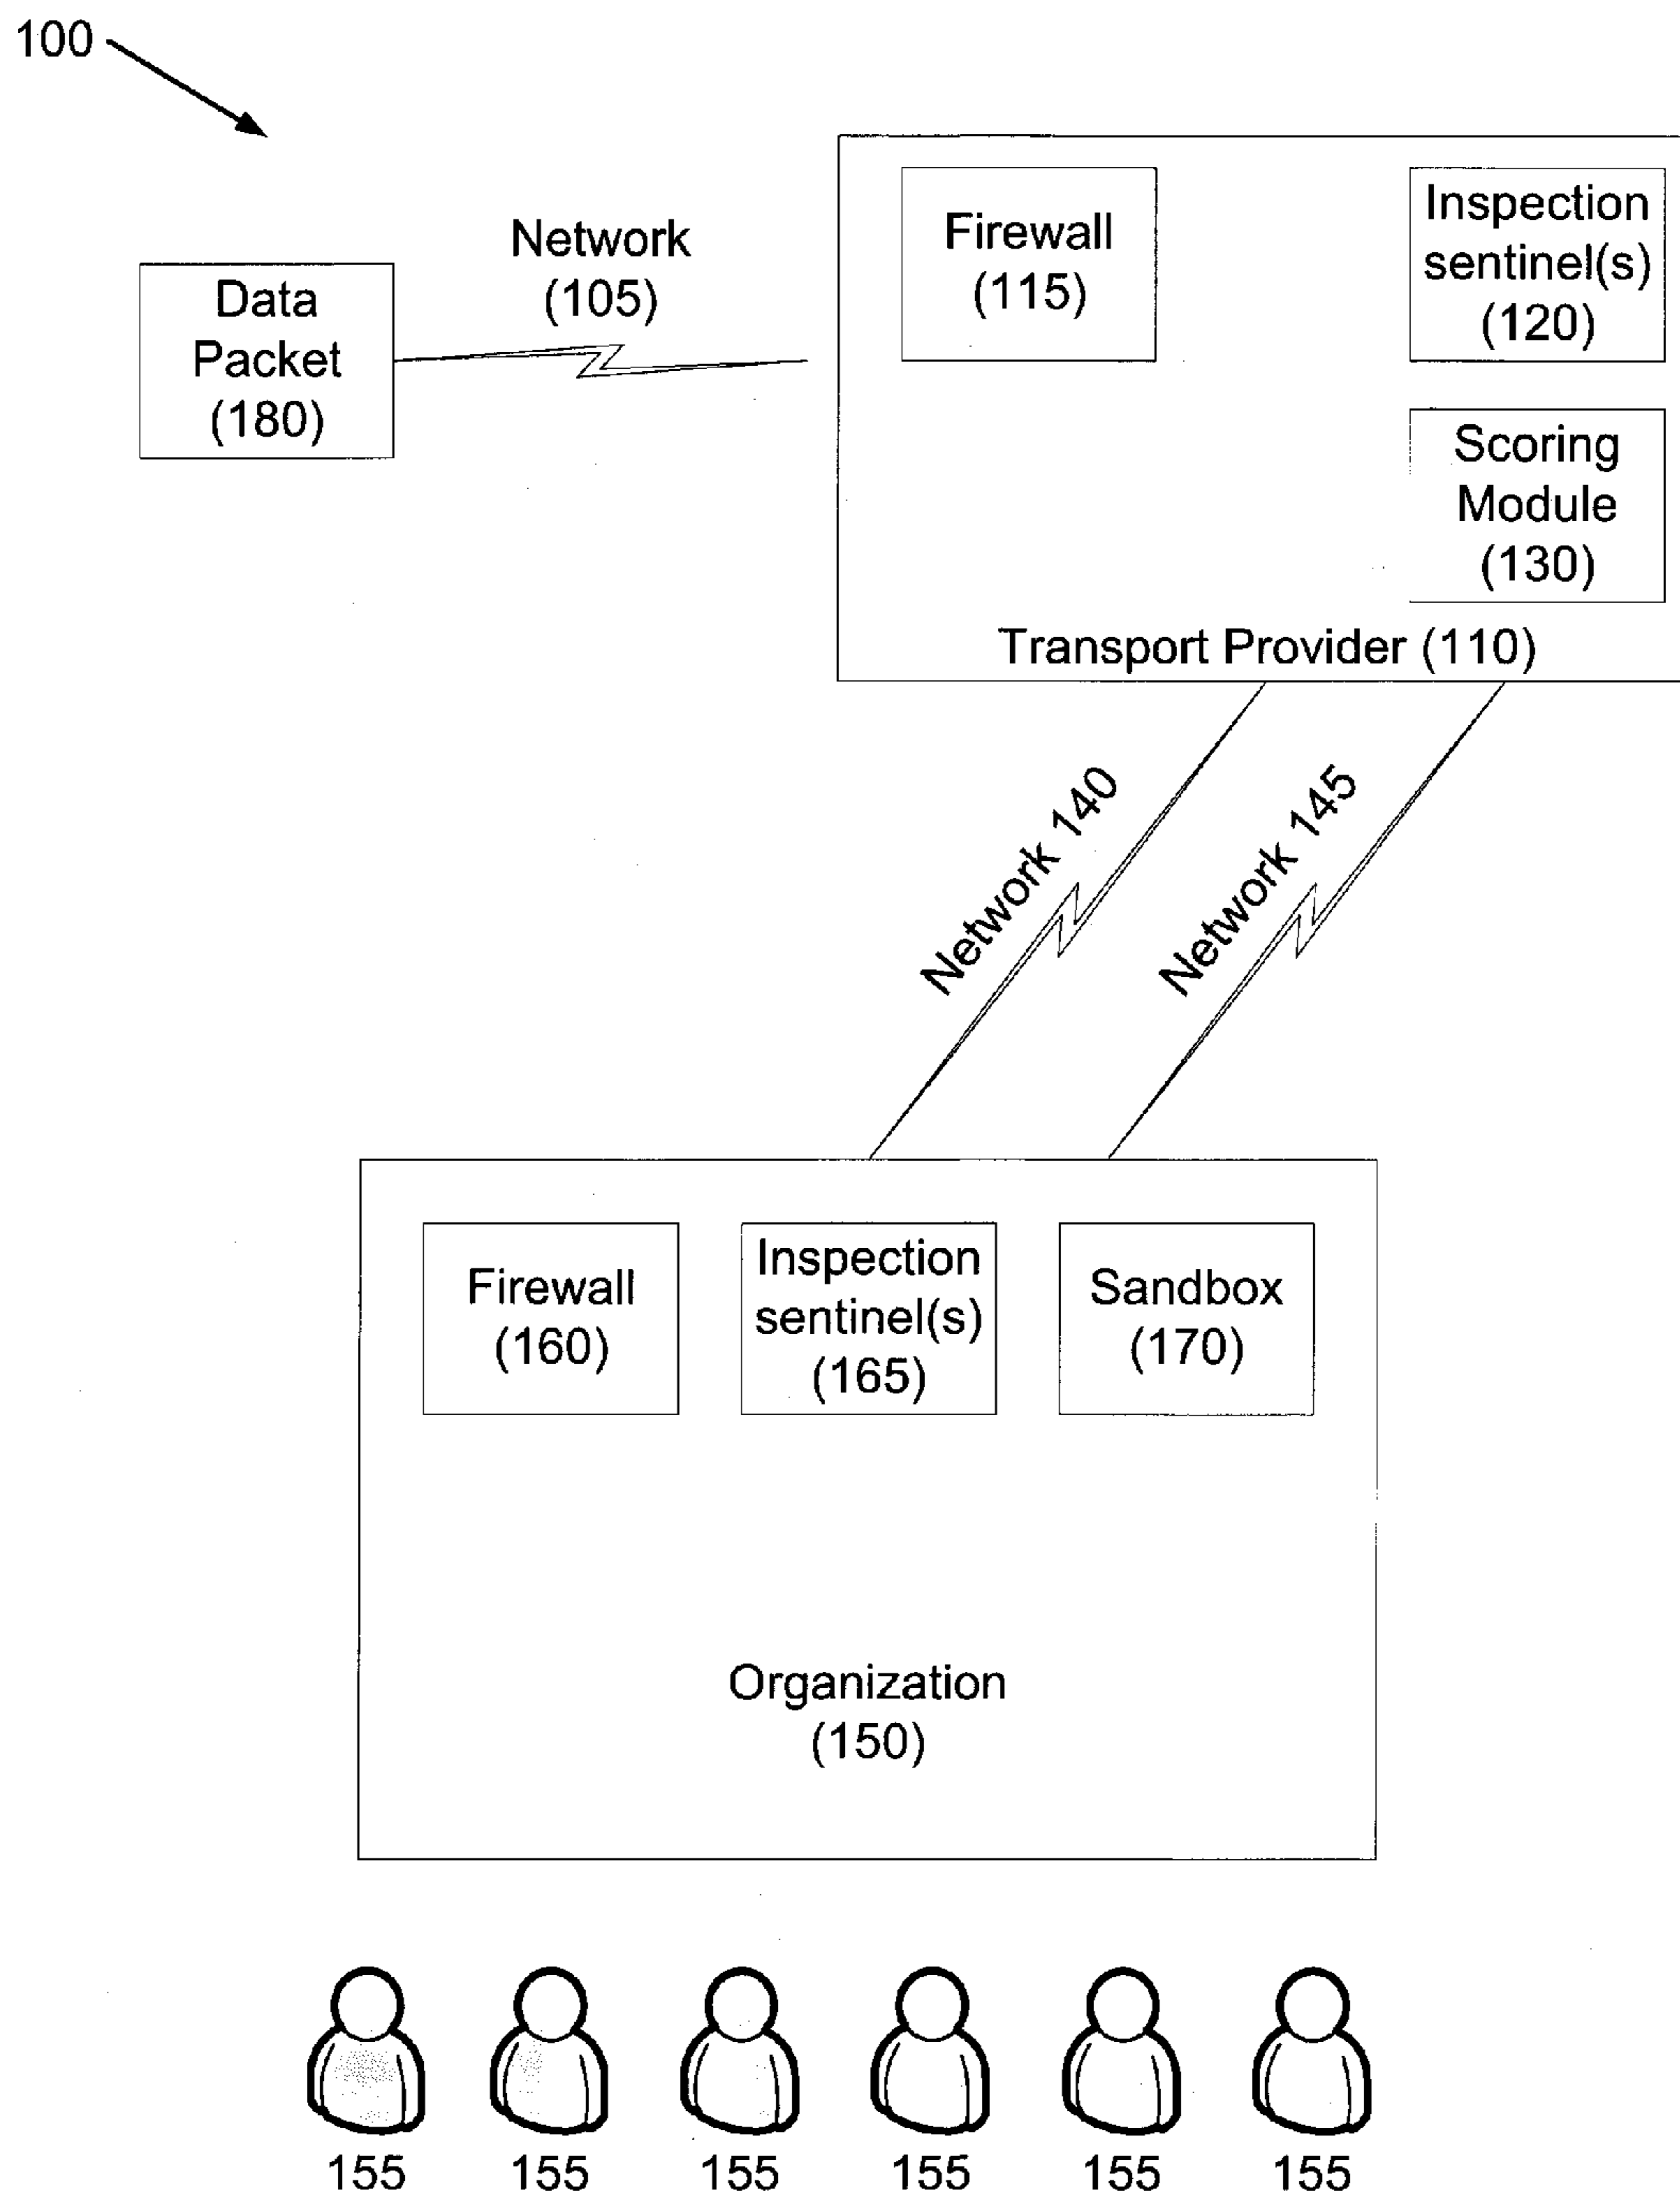 100
Network
(105)
Data
Packet
(180)
Firewall
(115)
Inspection
sentinel(s)
(120)
Scoring
Module
(130)
Transport Provider (110)
Network 140
Network 145
Firewall
(160)
Inspection
sentinel(s)
(165)
Sandbox
(170)
Organization
(150)
155 155 155 155 155 155